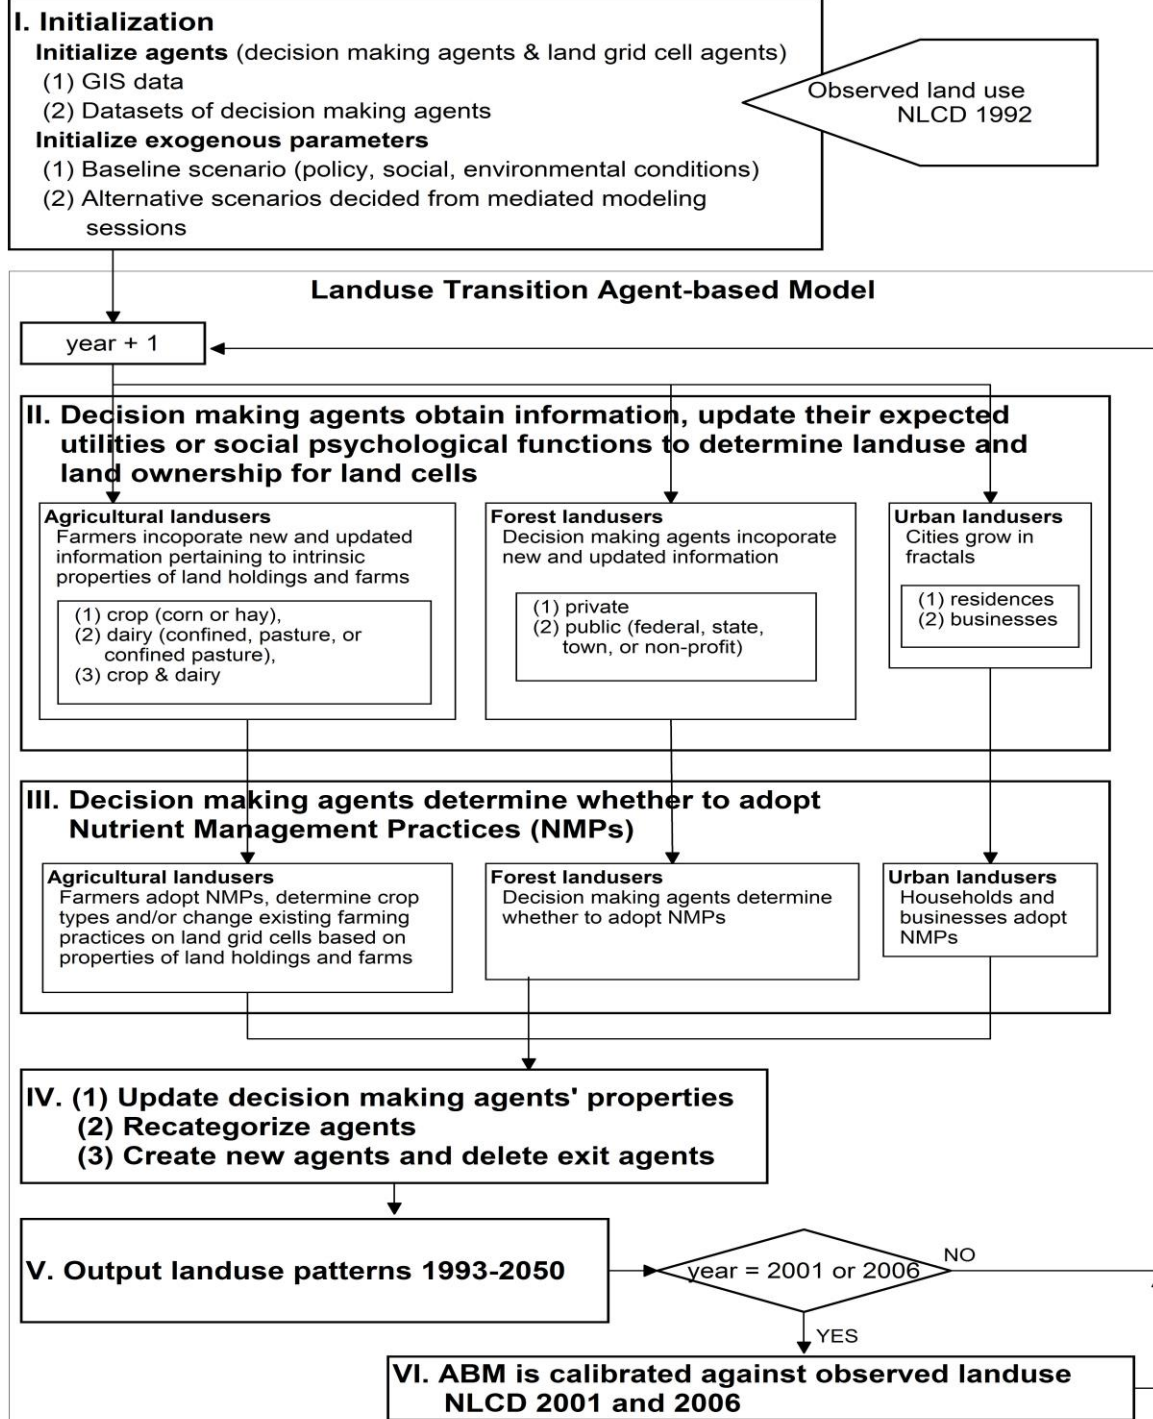 I. Initialization
Initialize agents (decision making agents & land grid cell agents)
(1) GIS data
(2) Datasets of decision making agents
Initialize exogenous parameters
(1) Baseline scenario (policy, social, environmental conditions)
(2) Alternative scenarios decided from mediated modeling
sessions
Observed land use
NLCD 1992
Landuse Transition Agent-based Model
year + 1
II. Decision making agents obtain information, update their expected
utilities or social psychological functions to determine landuse and
land ownership for land cells
Agricultural landusers
Farmers incoporate new and updated
information pertaining to intrinsic
properties of land holdings and farms
(1) crop (corn or hay),
(2) dairy (confined, pasture, or
confined pasture),
(3) crop & dairy
Forest landusers
Decision making agents incoporate
new and updated information
(1) private
(2) public (federal, state,
town, or non-profit)
Urban landusers
Cities grow in
fractals
(1) residences
(2) businesses
III. Decision making agents determine whether to adopt
Nutrient Management Practices (NMPs)
Agricultural landusers
Farmers adopt NMPs, determine crop
types and/or change existing farming
practices on land grid cells based on
properties of land holdings and farms
Forest landusers
Decision making agents determine
whether to adopt NMPs
Urban landusers
Households and
businesses adopt
NMPs
IV. (1) Update decision making agents' properties
(2) Recategorize agents
(3) Create new agents and delete exit agents
V. Output landuse patterns 1993-2050
year = 2001 or 2006
NO
YES
VI. ABM is calibrated against observed landuse
NLCD 2001 and 2006